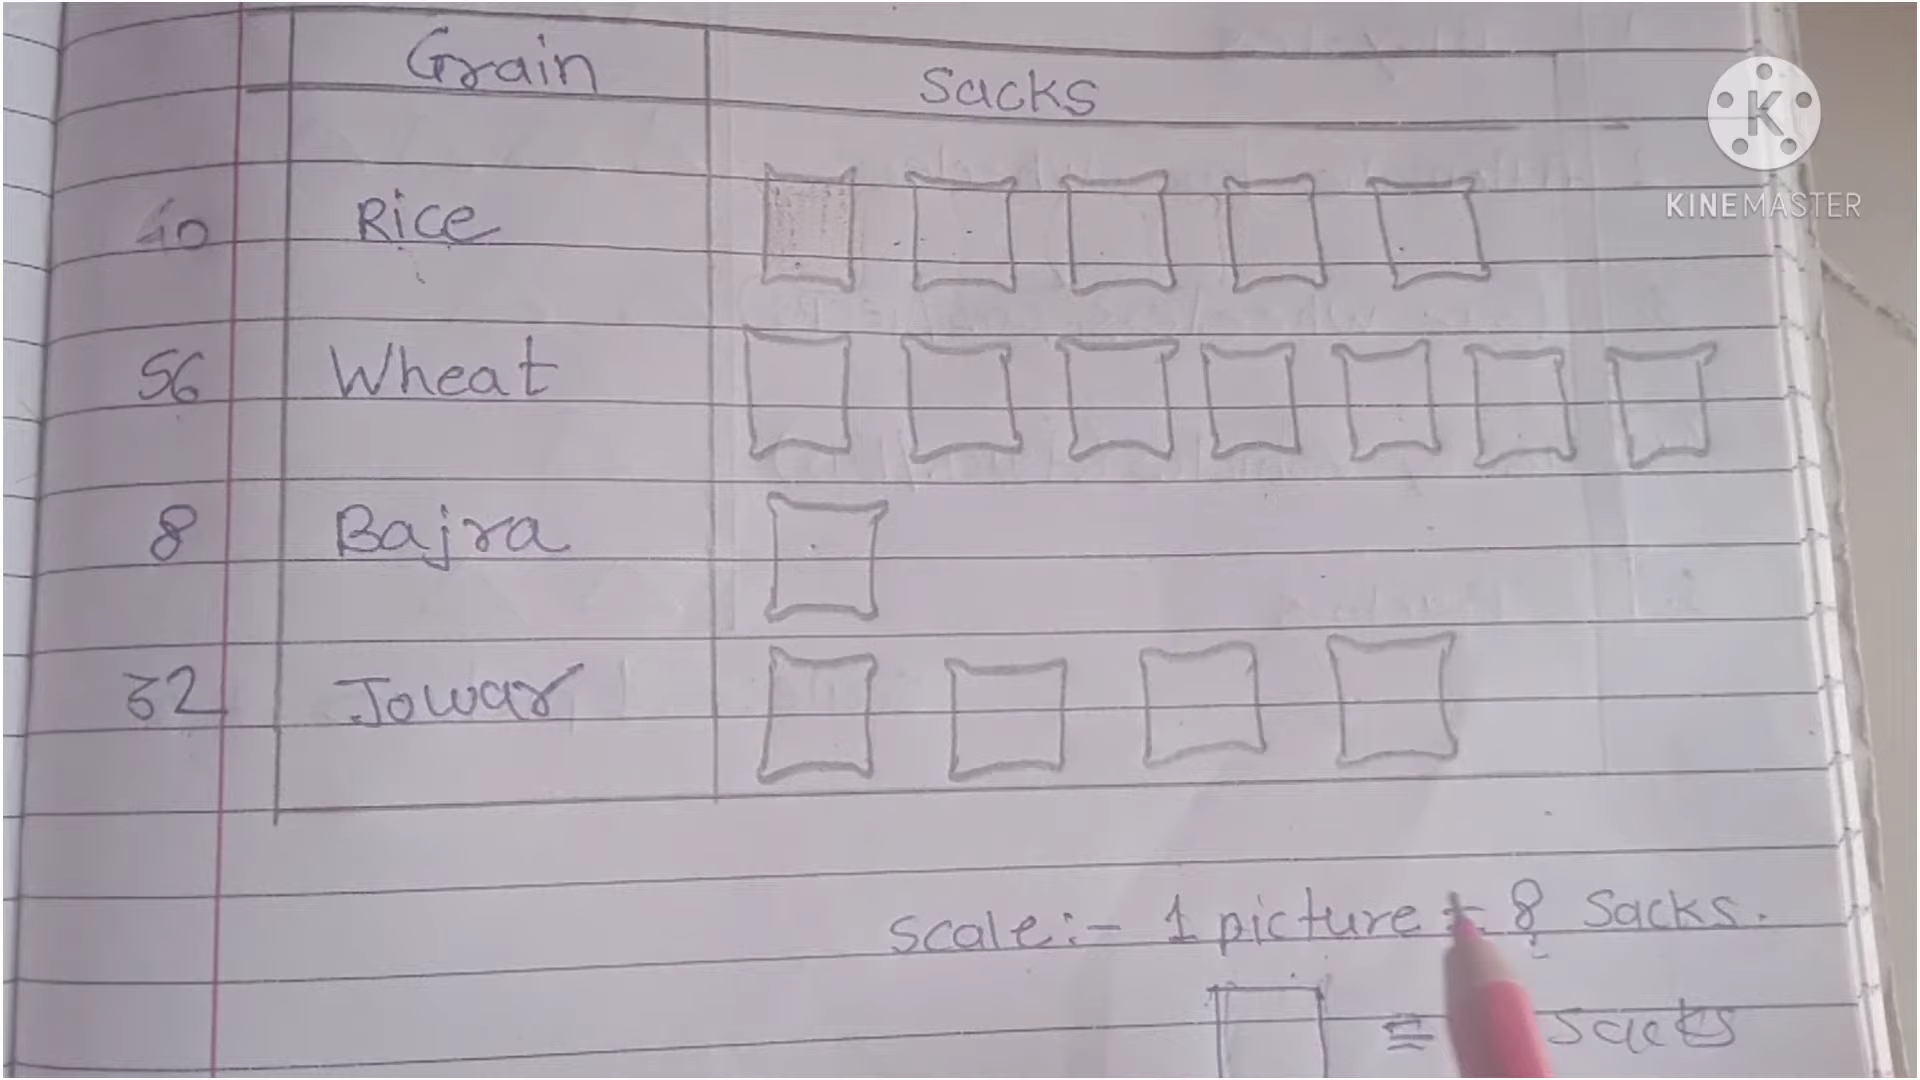 Grain Sacks
K
KINEMASTER
40 Rice
56 Wheat
8 Bajra
32 Jowar
Scale:- 1 picture = 8 Sacks.
= Sacks